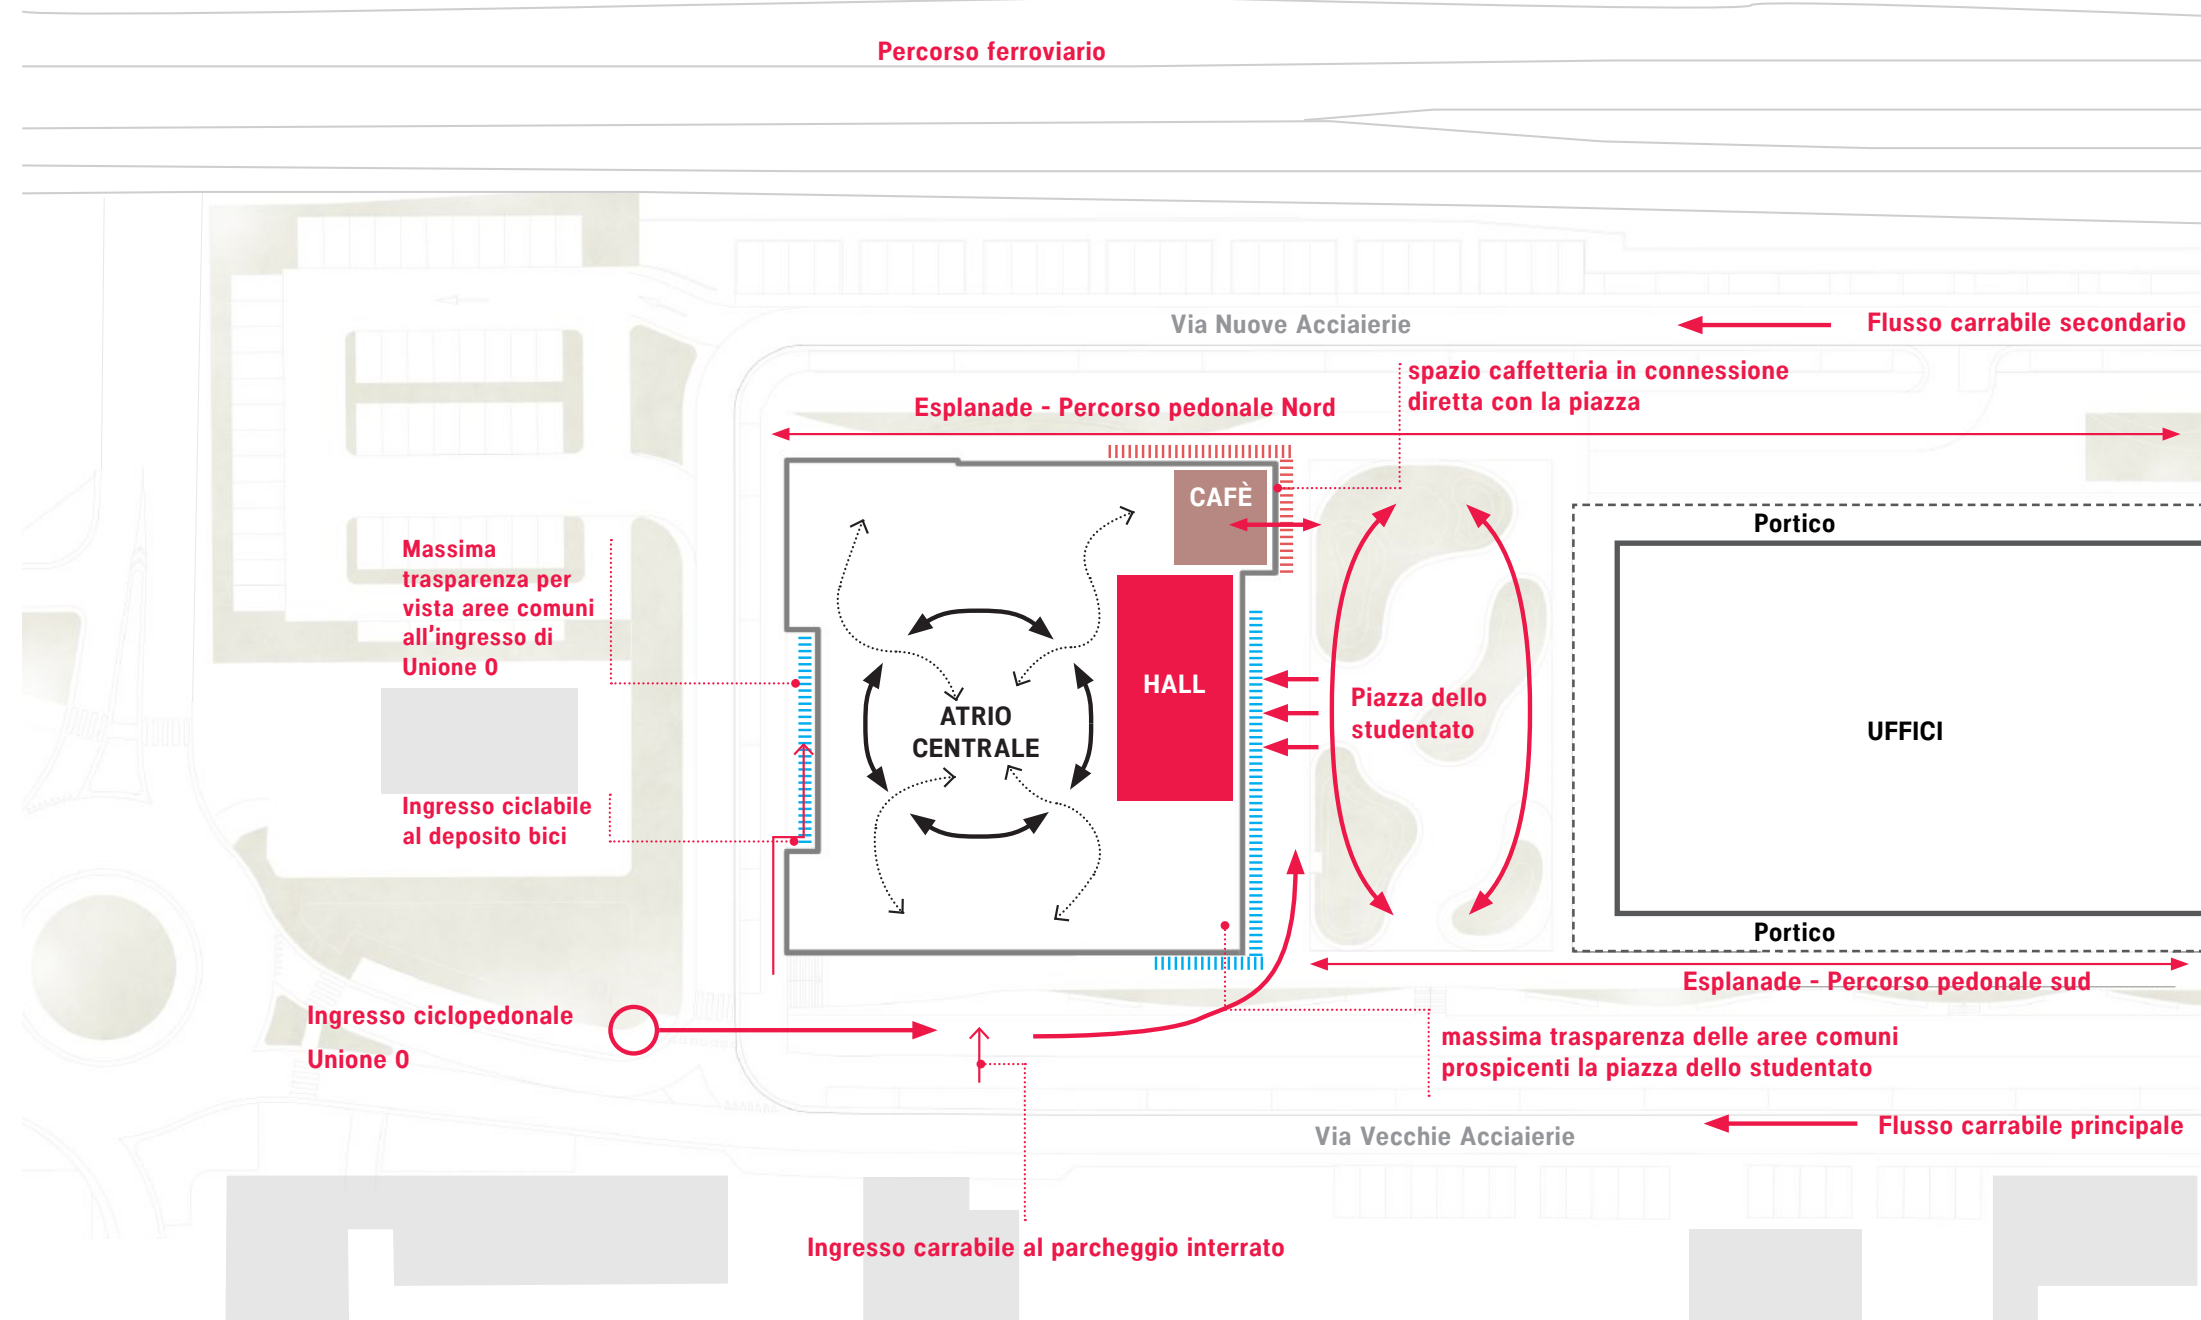 Percorso ferroviario
Via Nuove Acciaierie
Flusso carrabile secondario
spazio caffetteria in connessione
diretta con la piazza
Esplanade - Percorso pedonale Nord
CAFÈ
Portico
Massima
trasparenza per
vista aree comuni
all'ingresso di
Unione 0
HALL
Piazza dello
studentato
ATRIO
CENTRALE
UFFICI
Ingresso ciclabile
al deposito bici
Portico
Esplanade - Percorso pedonale sud
Ingresso ciclopedonale
Unione 0
massima trasparenza delle aree comuni
prospicenti la piazza dello studentato
Via Vecchie Acciaierie
Flusso carrabile principale
Ingresso carrabile al parcheggio interrato